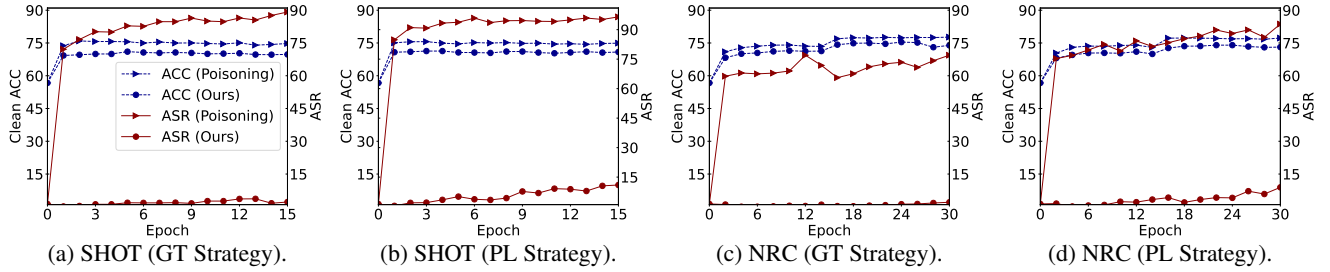 90
75
60
45
30
15
Clean ACC
ACC (Poisoning)
ACC (Ours)
ASR (Poisoning)
ASR (Ours)
90
75
60
45
30
15
ASR
0 3 6 9 12 15
Epoch
(a) SHOT (GT Strategy).
90
75
60
45
30
15
Clean ACC
90
75
60
45
30
15
ASR
0 3 6 9 12 15
Epoch
(b) SHOT (PL Strategy).
90
75
60
45
30
15
Clean ACC
90
75
60
45
30
15
ASR
0 6 12 18 24 30
Epoch
(c) NRC (GT Strategy).
90
75
60
45
30
15
Clean ACC
90
75
60
45
30
15
ASR
0 6 12 18 24 30
Epoch
(d) NRC (PL Strategy).